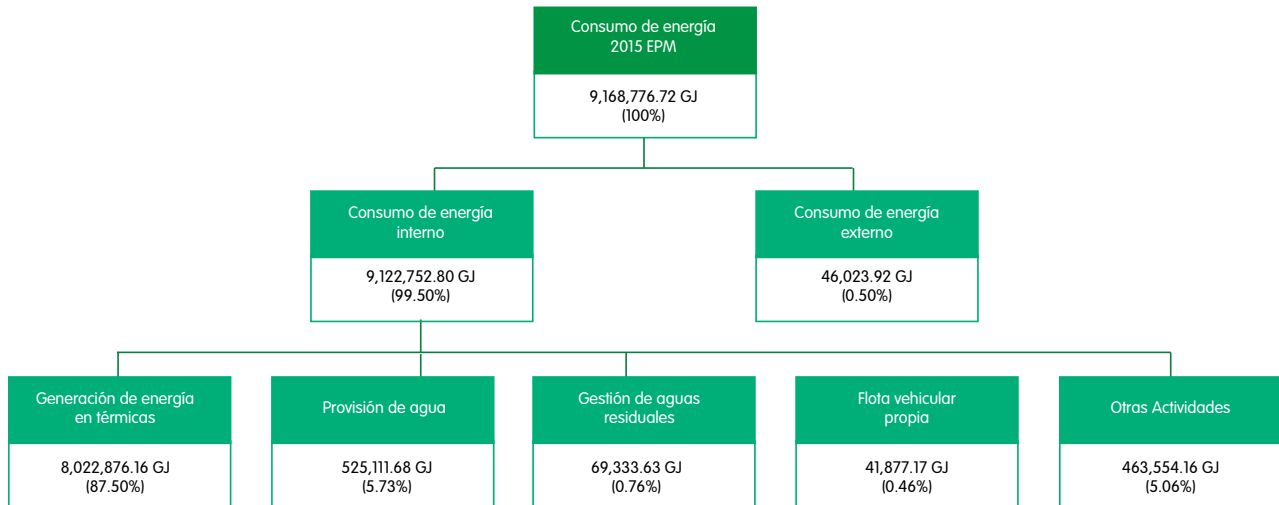 Consumo de energía
2015 EPM
9,168,776.72 GJ
(100%)
Consumo de energía
interno
9,122,752.80 GJ
(99.50%)
Consumo de energía
externo
46,023.92 GJ
(0.50%)
Generación de energía
en térmicas
8,022,876.16 GJ
(87.50%)
Provisión de agua
525,111.68 GJ
(5.73%)
Gestión de aguas
residuales
69,333.63 GJ
(0.76%)
Flota vehicular
propia
41,877.17 GJ
(0.46%)
Otras Actividades
463,554.16 GJ
(5.06%)